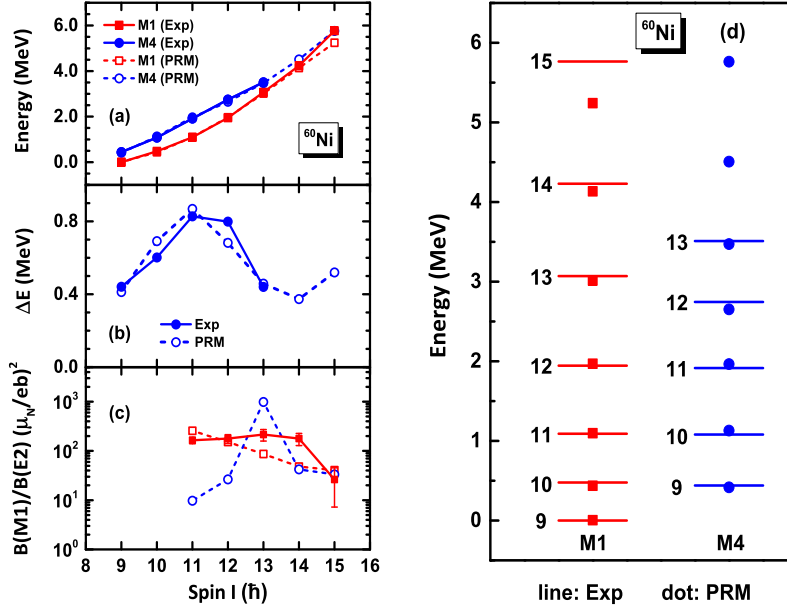 6.0
4.0
2.0
0.0
Energy (MeV)
M1 (Exp)
M4 (Exp)
M1 (PRM)
M4 (PRM)
(a)
60Ni
0.8
0.4
0.0
ΔE (MeV)
(b)
Exp
PRM
10^3
10^2
10^1
10^0
B(M1)/B(E2) (μN/eb)^2
(c)
8 9 10 11 12 13 14 15 16
Spin I (ħ)
60Ni
(d)
6
5
4
3
2
1
0
Energy (MeV)
15
14
13
12
11
10
9
13
12
11
10
9
M1 M4
line: Exp dot: PRM